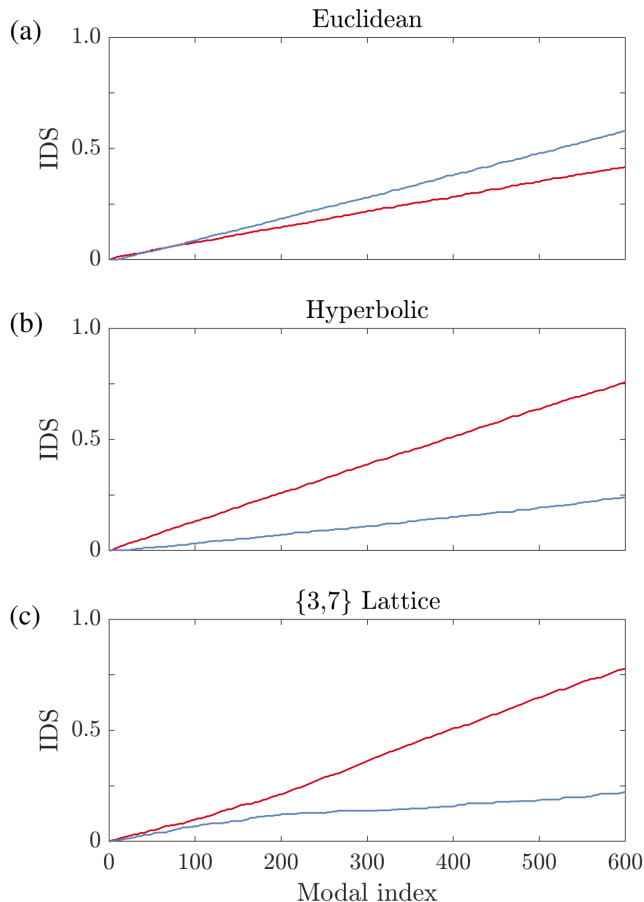 (a)
Euclidean
1.0
0.5
0
IDS
(b)
Hyperbolic
1.0
0.5
0
IDS
(c)
{3,7} Lattice
1.0
0.5
0
IDS
0 100 200 300 400 500 600
Modal index